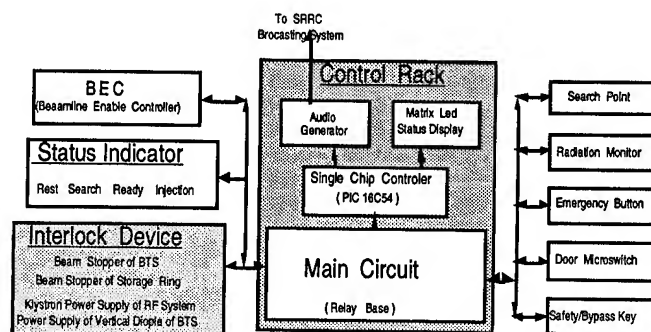 To SRRC
Brocasting System
Control Rack
BEC
(Beamline Enable Controller)
Status Indicator
Rest Search Ready Injection
Interlock Device
Beam Stopper of BTS
Beam Stopper of Storage Ring
Klystron Power Supply of RF System
Power Supply of Vertical Diople of BTS
Audio
Generator
Matrix Led
Status Display
Single Chip Controler
(PIC 16C54)
Main Circuit
(Relay Base)
Search Point
Radiation Monitor
Emergency Button
Door Microswitch
Safety/Bypass Key